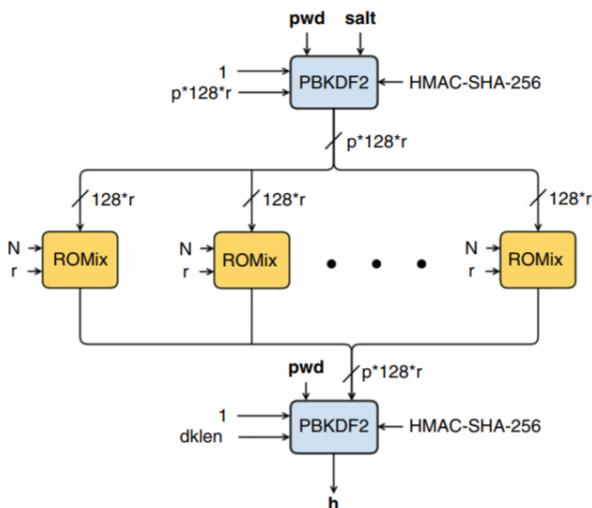 pwd salt
1
p*128*r
PBKDF2
HMAC-SHA-256
p*128*r
128*r
128*r
128*r
N
r
ROMix
N
r
ROMix
N
r
ROMix
pwd
p*128*r
1
dklen
PBKDF2
HMAC-SHA-256
h